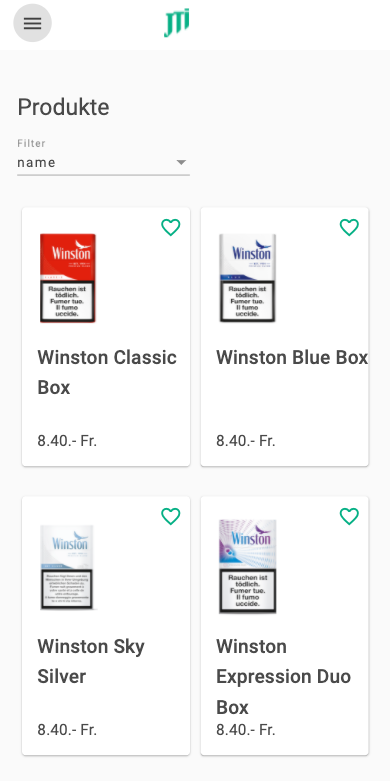 JTi
Produkte
Filter
name
Winston
Rauchen ist
tödlich.
Fumer tue.
Il fumo
uccide.
Winston Classic
Box
8.40.- Fr.
Winston
Rauchen ist
tödlich.
Fumer tue.
Il fumo
uccide.
Winston Blue Box
8.40.- Fr.
Winston
Winston Sky
Silver
8.40.- Fr.
Winston
Rauchen ist
tödlich.
Fumer tue.
Il fumo
uccide.
Winston
Expression Duo
Box
8.40.- Fr.